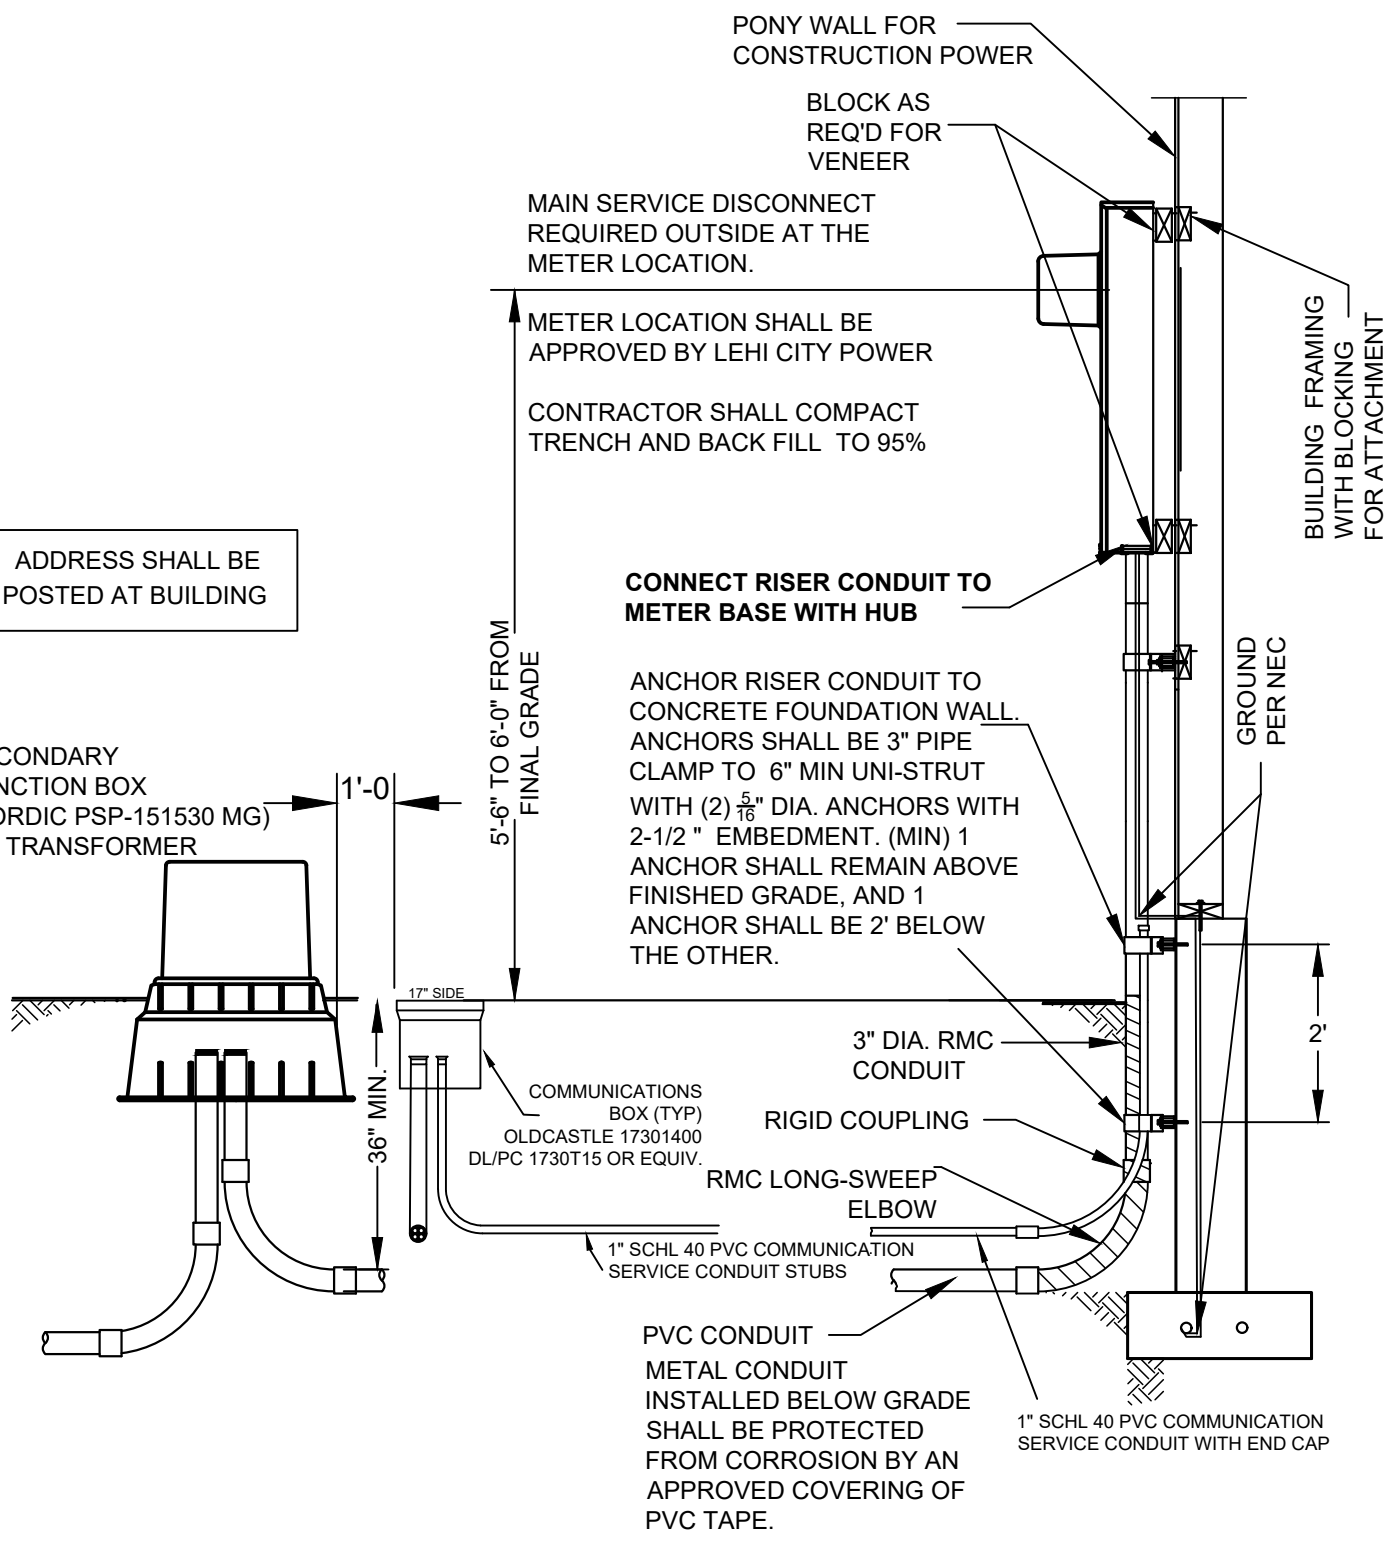 PONY WALL FOR
CONSTRUCTION POWER
BLOCK AS
REQ'D FOR
VENEER
MAIN SERVICE DISCONNECT
REQUIRED OUTSIDE AT THE
METER LOCATION.
METER LOCATION SHALL BE
APPROVED BY LEHI CITY POWER
CONTRACTOR SHALL COMPACT
TRENCH AND BACK FILL TO 95%
BUILDING FRAMING
WITH BLOCKING
FOR ATTACHMENT
ADDRESS SHALL BE
POSTED AT BUILDING
CONNECT RISER CONDUIT TO
METER BASE WITH HUB
5'-6" TO 6'-0" FROM
FINAL GRADE
GROUND
PER NEC
ANCHOR RISER CONDUIT TO
CONCRETE FOUNDATION WALL.
ANCHORS SHALL BE 3" PIPE
CLAMP TO 6" MIN UNI-STRUT
WITH (2) 5/16" DIA. ANCHORS WITH
2-1/2 " EMBEDMENT. (MIN) 1
ANCHOR SHALL REMAIN ABOVE
FINISHED GRADE, AND 1
ANCHOR SHALL BE 2' BELOW
THE OTHER.
CONDARY
NCTION BOX
ORDIC PSP-151530 MG)
TRANSFORMER
1'-0
17" SIDE
36" MIN.
3" DIA. RMC
CONDUIT
2'
COMMUNICATIONS
BOX (TYP)
OLDCASTLE 17301400
DL/PC 1730T15 OR EQUIV.
RIGID COUPLING
RMC LONG-SWEEP
ELBOW
1" SCHL 40 PVC COMMUNICATION
SERVICE CONDUIT STUBS
PVC CONDUIT
METAL CONDUIT
INSTALLED BELOW GRADE
SHALL BE PROTECTED
FROM CORROSION BY AN
APPROVED COVERING OF
PVC TAPE.
1" SCHL 40 PVC COMMUNICATION
SERVICE CONDUIT WITH END CAP